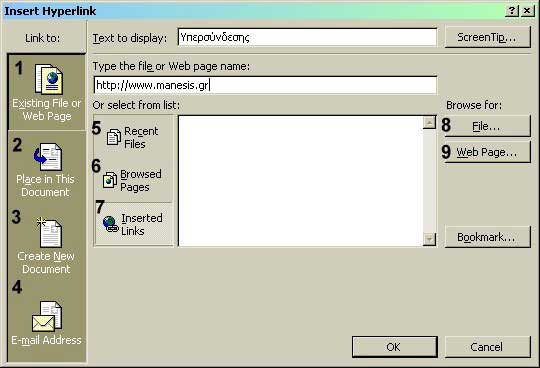 Insert Hyperlink
Link to:
Text to display:
Υπερσύνδεσης
ScreenTip...
1
Existing File or
Web Page
Type the file or Web page name:
http://www.manesis.gr
Or select from list:
Browse for:
5
Recent
Files
8
File...
2
Place in This
Document
6
Browsed
Pages
9
Web Page...
3
Create New
Document
7
Inserted
Links
Bookmark...
4
E-mail Address
OK
Cancel